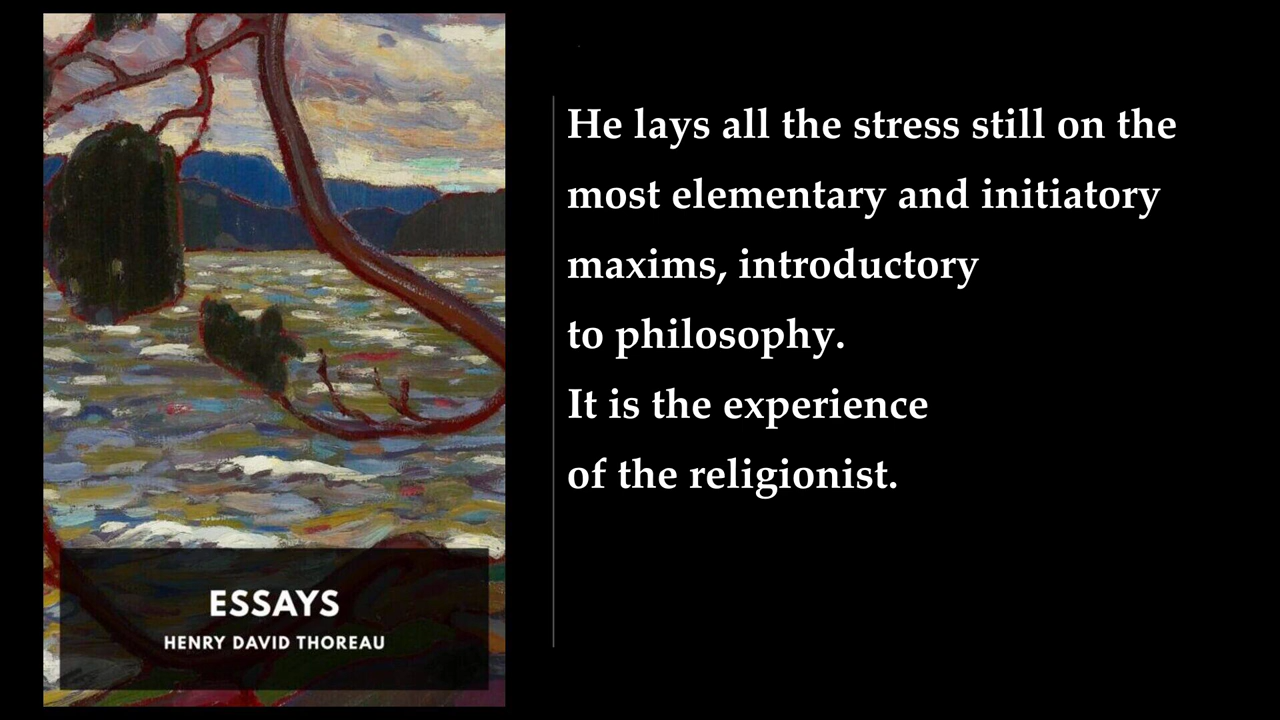 He lays all the stress still on the
most elementary and initiatory
maxims, introductory
to philosophy.
It is the experience
of the religionist.
ESSAYS
HENRY DAVID THOREAU